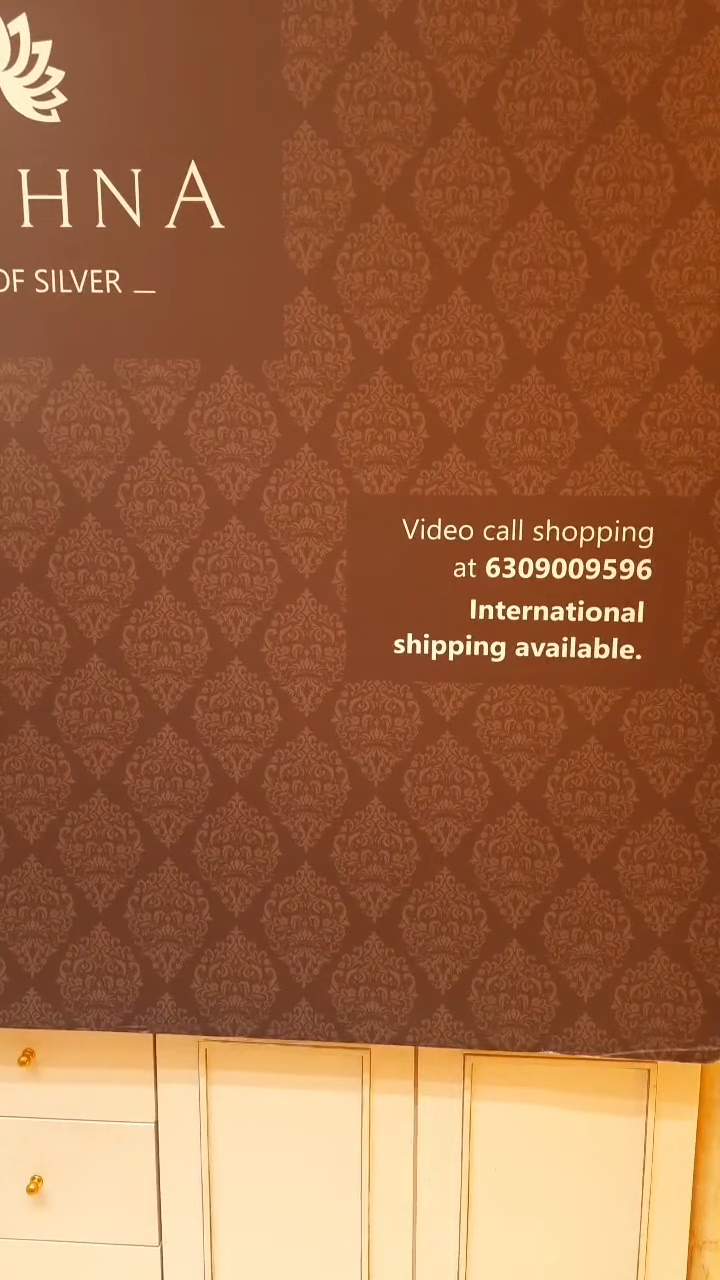 HNA
OF SILVER
Video call shopping
at 6309009596
International
shipping available.